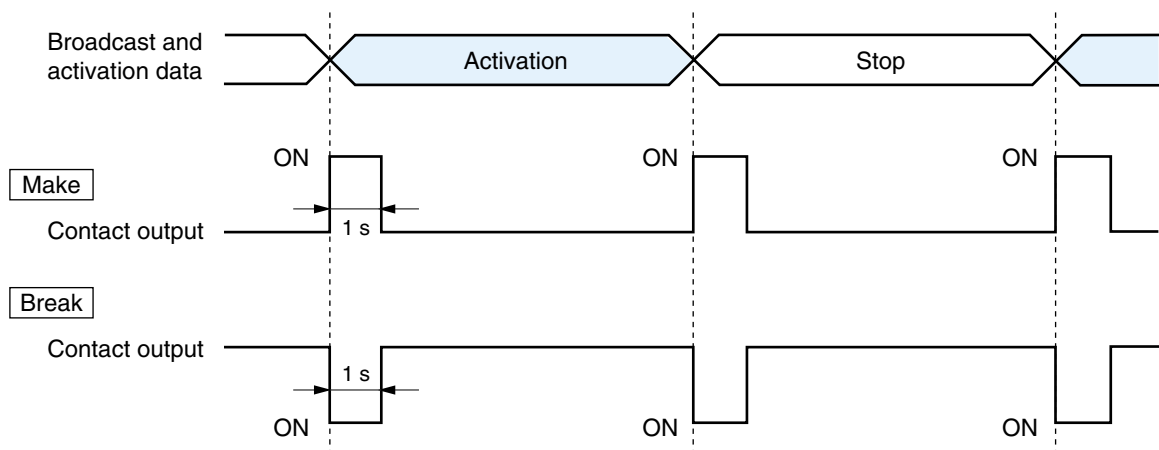 Broadcast and
activation data
Activation
Stop
ON
ON
ON
Make
1 s
Contact output
Break
Contact output
1 s
ON
ON
ON